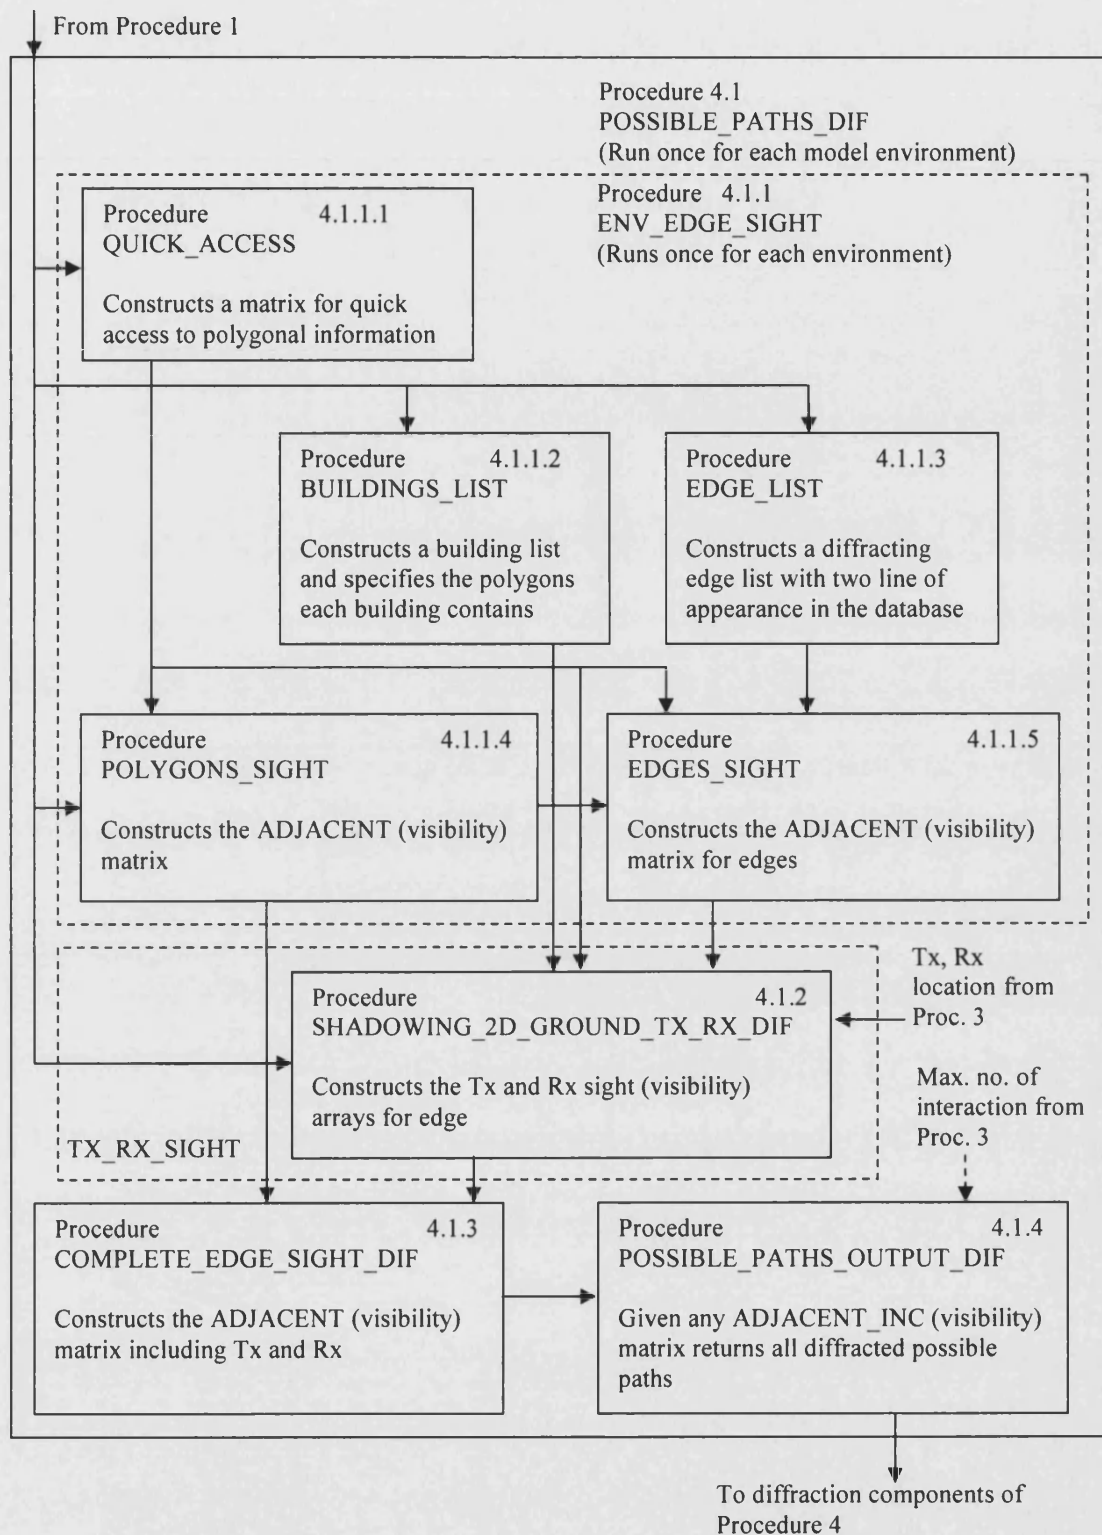 From Procedure 1
Procedure 4.1
POSSIBLE_PATHS_DIF
(Run once for each model environment)
Procedure 4.1.1
ENV_EDGE_SIGHT
(Runs once for each environment)
Procedure 4.1.1.1
QUICK_ACCESS
Constructs a matrix for quick
access to polygonal information
Procedure 4.1.1.2
BUILDINGS_LIST
Constructs a building list
and specifies the polygons
each building contains
Procedure 4.1.1.3
EDGE_LIST
Constructs a diffracting
edge list with two line of
appearance in the database
Procedure 4.1.1.4
POLYGONS_SIGHT
Constructs the ADJACENT (visibility)
matrix
Procedure 4.1.1.5
EDGES_SIGHT
Constructs the ADJACENT (visibility)
matrix for edges
Procedure 4.1.2
SHADOWING_2D_GROUND_TX_RX_DIF
Constructs the Tx and Rx sight (visibility)
arrays for edge
TX_RX_SIGHT
Tx, Rx
location from
Proc. 3
Max. no. of
interaction from
Proc. 3
Procedure 4.1.3
COMPLETE_EDGE_SIGHT_DIF
Constructs the ADJACENT (visibility)
matrix including Tx and Rx
Procedure 4.1.4
POSSIBLE_PATHS_OUTPUT_DIF
Given any ADJACENT_INC (visibility)
matrix returns all diffracted possible
paths
To diffraction components of
Procedure 4